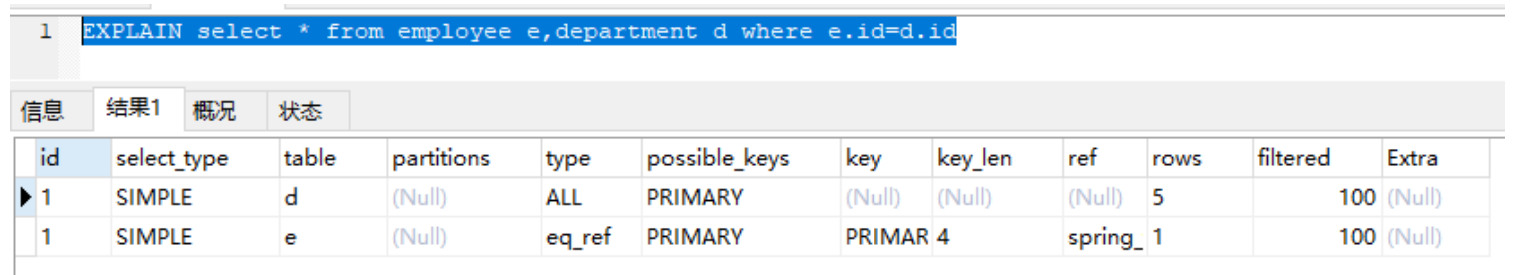 1 EXPLAIN select * from employee e,department d where e.id=d.id
信息 结果1 概况 状态
id select_type table partitions type possible_keys key key_len ref rows filtered Extra
1 SIMPLE d (Null) ALL PRIMARY (Null) (Null) (Null) 5 100 (Null)
1 SIMPLE e (Null) eq_ref PRIMARY PRIMAR 4 spring_ 1 100 (Null)